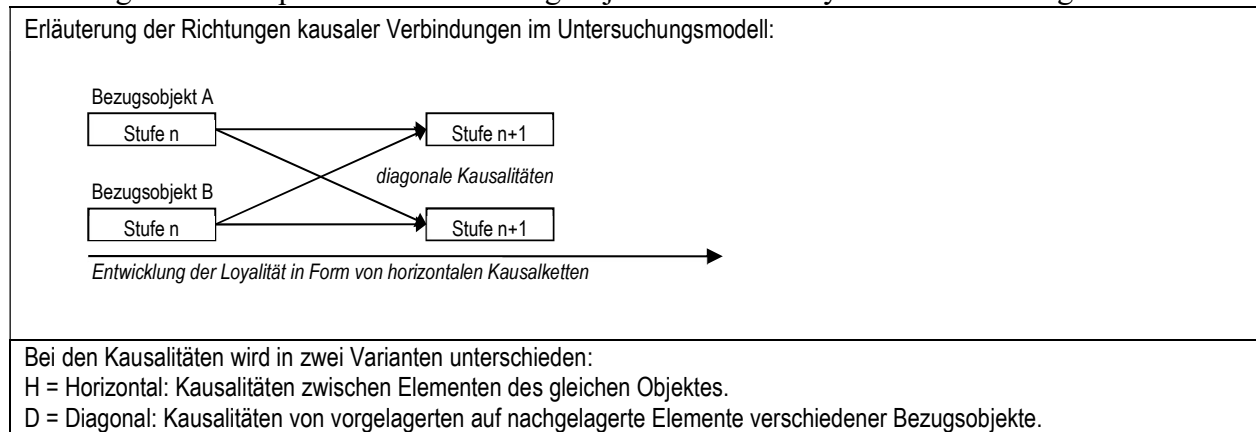 Erläuterung der Richtungen kausaler Verbindungen im Untersuchungsmodell:
Bezugsobjekt A
Stufe n
Stufe n+1
diagonale Kausalitäten
Bezugsobjekt B
Stufe n
Stufe n+1
Entwicklung der Loyalität in Form von horizontalen Kausalketten
Bei den Kausalitäten wird in zwei Varianten unterschieden:
H = Horizontal: Kausalitäten zwischen Elementen des gleichen Objektes.
D = Diagonal: Kausalitäten von vorgelagerten auf nachgelagerte Elemente verschiedener Bezugsobjekte.